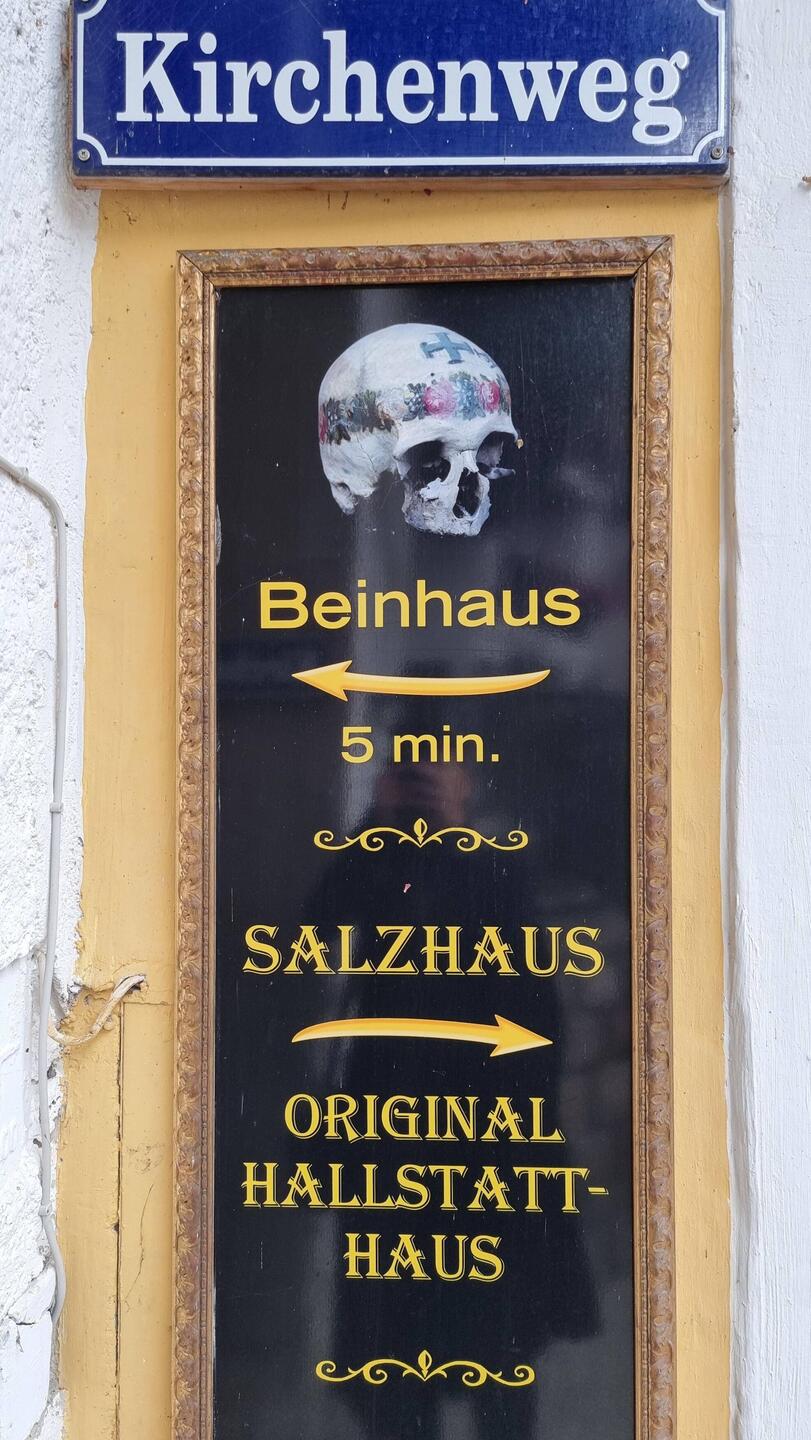 Kirchenweg
Beinhaus
5 min.
SALZHAUS
ORIGINAL
HALLSTATT-
HAUS